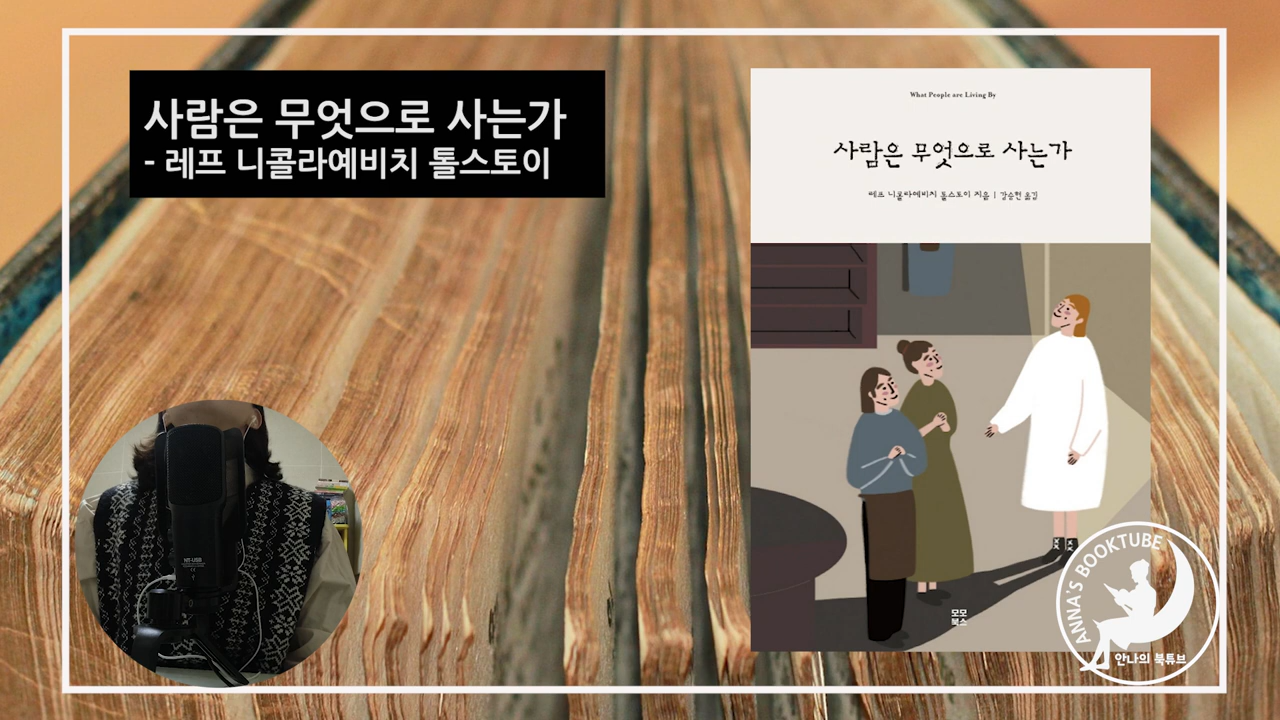 사람은 무엇으로 사는가
- 레프 니콜라예비치 톨스토이
What People are Living By
사람은 무엇으로 사는가
레프 니콜라예비치 톨스토이 지음 | 강승현 옮김
모모
북스
NT-USB
ANNA'S BOOKTUBE
안나의 북튜브